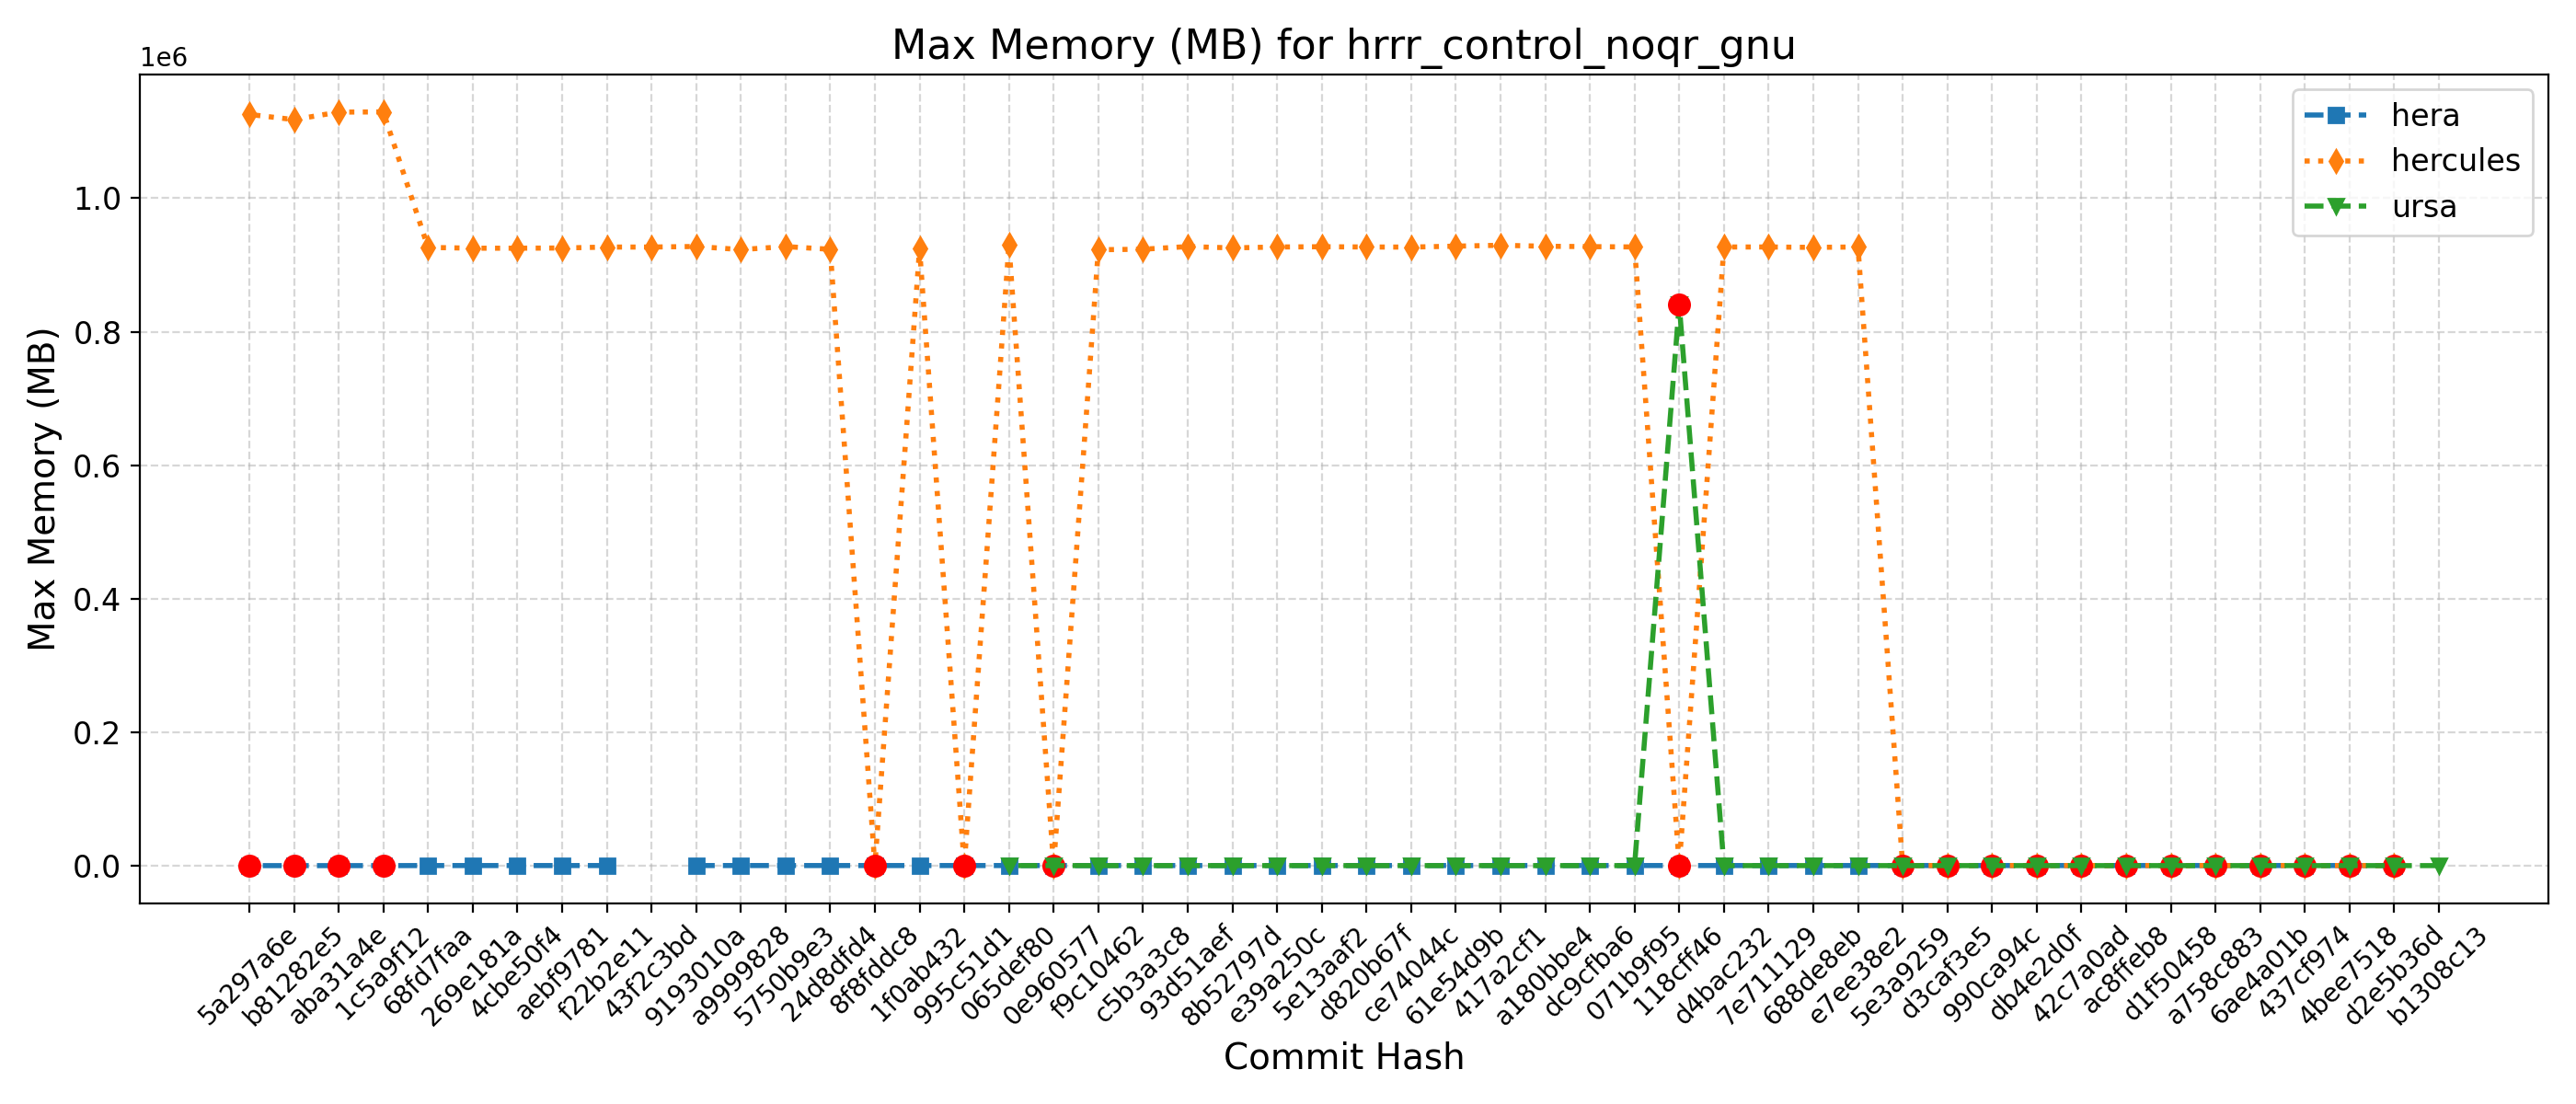 Max Memory (MB) for hrrr_control_noqr_gnu
1e6
hera
hercules
ursa
Max Memory (MB)
1.0
0.8
0.6
0.4
0.2
0.0
5a297a6e
b81282e5
aba31a4e
1c5a9f12
68fd7faa
269e181a
4cbe50f4
aebf9781
f22b2e11
43f2c3bd
9193010a
a9999828
5750b9e3
24d8dfd4
8f8fddc8
1f0ab432
995c51d1
065def80
0e960577
f9c10462
c5b3a3c8
93d51aef
8b52797d
e39a250c
5e13aaf2
d820b67f
ce74044c
61e54d9b
417a2cf1
a180bbe4
dc9cfba6
071b9f95
118cff46
d4bac232
7e711129
688de8eb
e7ee38e2
5e3a9259
d3caf3e5
990ca94c
db4e2d0f
42c7a0ad
ac8ffeb8
d1f50458
a758c883
6ae4a01b
437cf974
4bee7518
d2e5b36d
b1308c13
Commit Hash